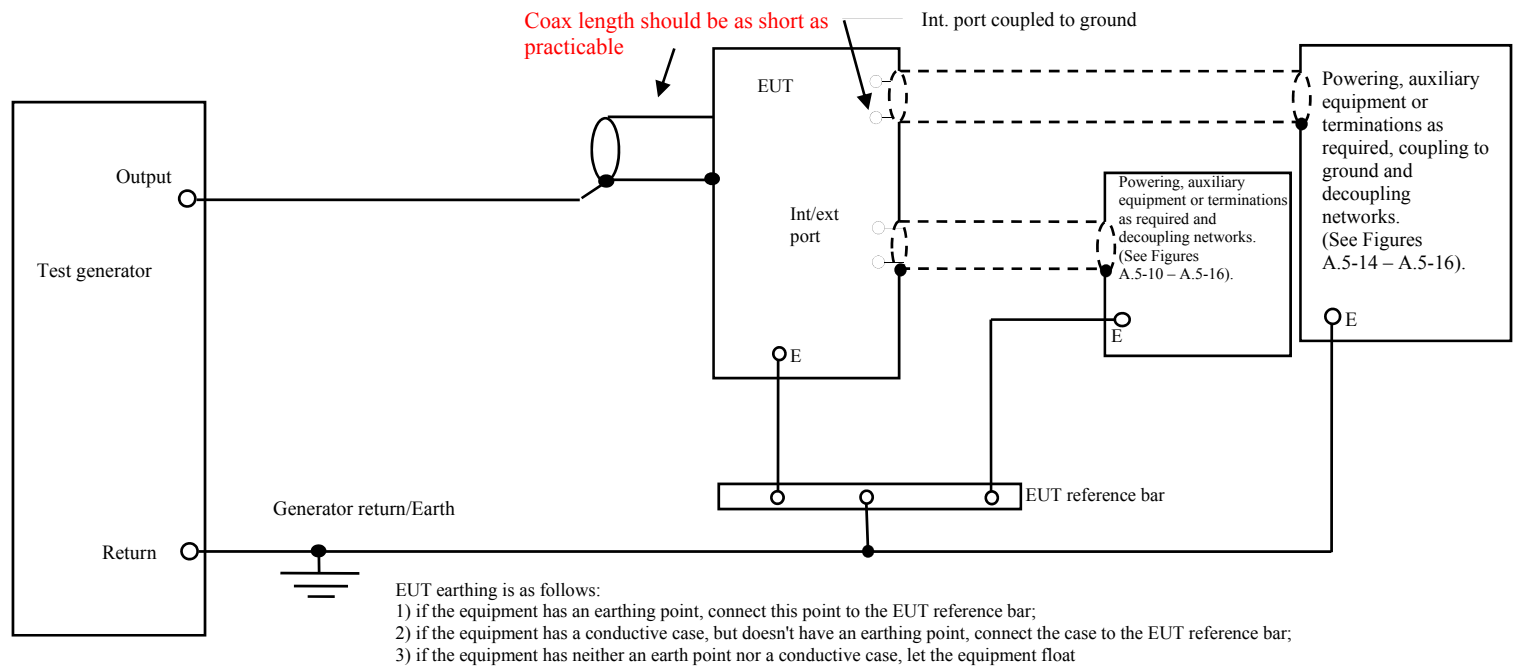 Coax length should be as short as
practicable
Int. port coupled to ground
EUT
Powering, auxiliary
equipment or
terminations as
required, coupling to
ground and
decoupling
networks.
(See Figures
A.5-14 – A.5-16).
E
Output
Test generator
Int/ext
port
Powering, auxiliary
equipment or terminations
as required and
decoupling networks.
(See Figures
A.5-10 – A.5-16).
E
E
EUT reference bar
Generator return/Earth
Return
EUT earthing is as follows:
1) if the equipment has an earthing point, connect this point to the EUT reference bar;
2) if the equipment has a conductive case, but doesn't have an earthing point, connect the case to the EUT reference bar;
3) if the equipment has neither an earth point nor a conductive case, let the equipment float